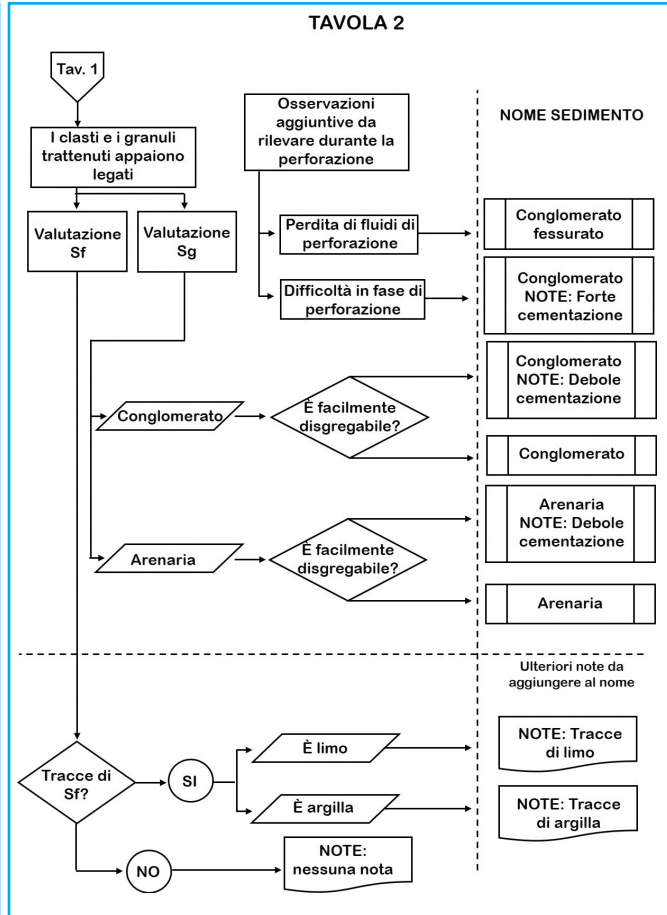 TAVOLA 2
Tav. 1
I clasti e i granuli
trattenuti appaiono
legati
Osservazioni
aggiuntive da
rilevare durante la
perforazione
NOME SEDIMENTO
Valutazione
Sf
Valutazione
Sg
Perdita di fluidi di
perforazione
Conglomerato
fessurato
Difficoltà in fase di
perforazione
Conglomerato
NOTE: Forte
cementazione
Conglomerato
È facilmente
disgregabile?
Conglomerato
NOTE: Debole
cementazione
Conglomerato
Arenaria
È facilmente
disgregabile?
Arenaria
NOTE: Debole
cementazione
Arenaria
Ulteriori note da
aggiungere al nome
Tracce di
Sf?
SI
È limo
NOTE: Tracce
di limo
È argilla
NOTE: Tracce
di argilla
NO
NOTE:
nessuna nota